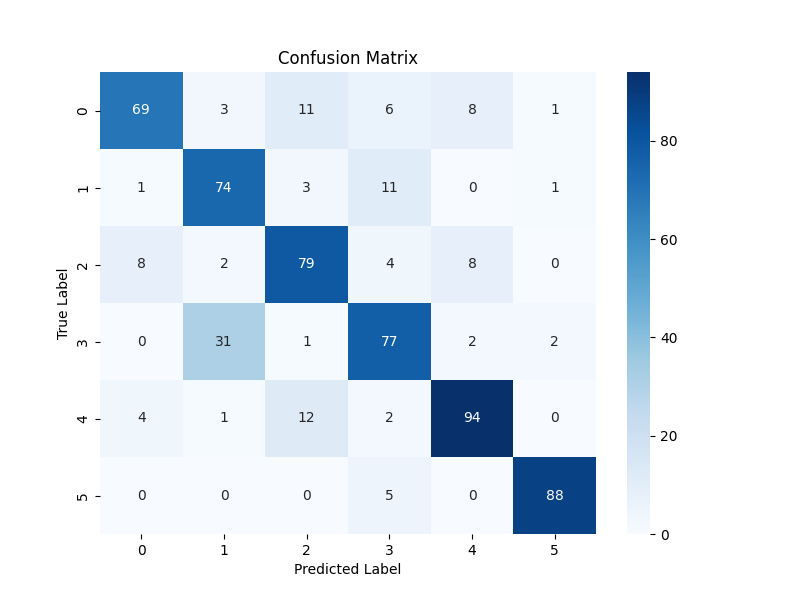 Confusion Matrix
0 69 3 11 6 8 1
1 1 74 3 11 0 1
2 8 2 79 4 8 0
3 0 31 1 77 2 2
4 4 1 12 2 94 0
5 0 0 0 5 0 88
0 1 2 3 4 5
Predicted Label
True Label
80
60
40
20
0